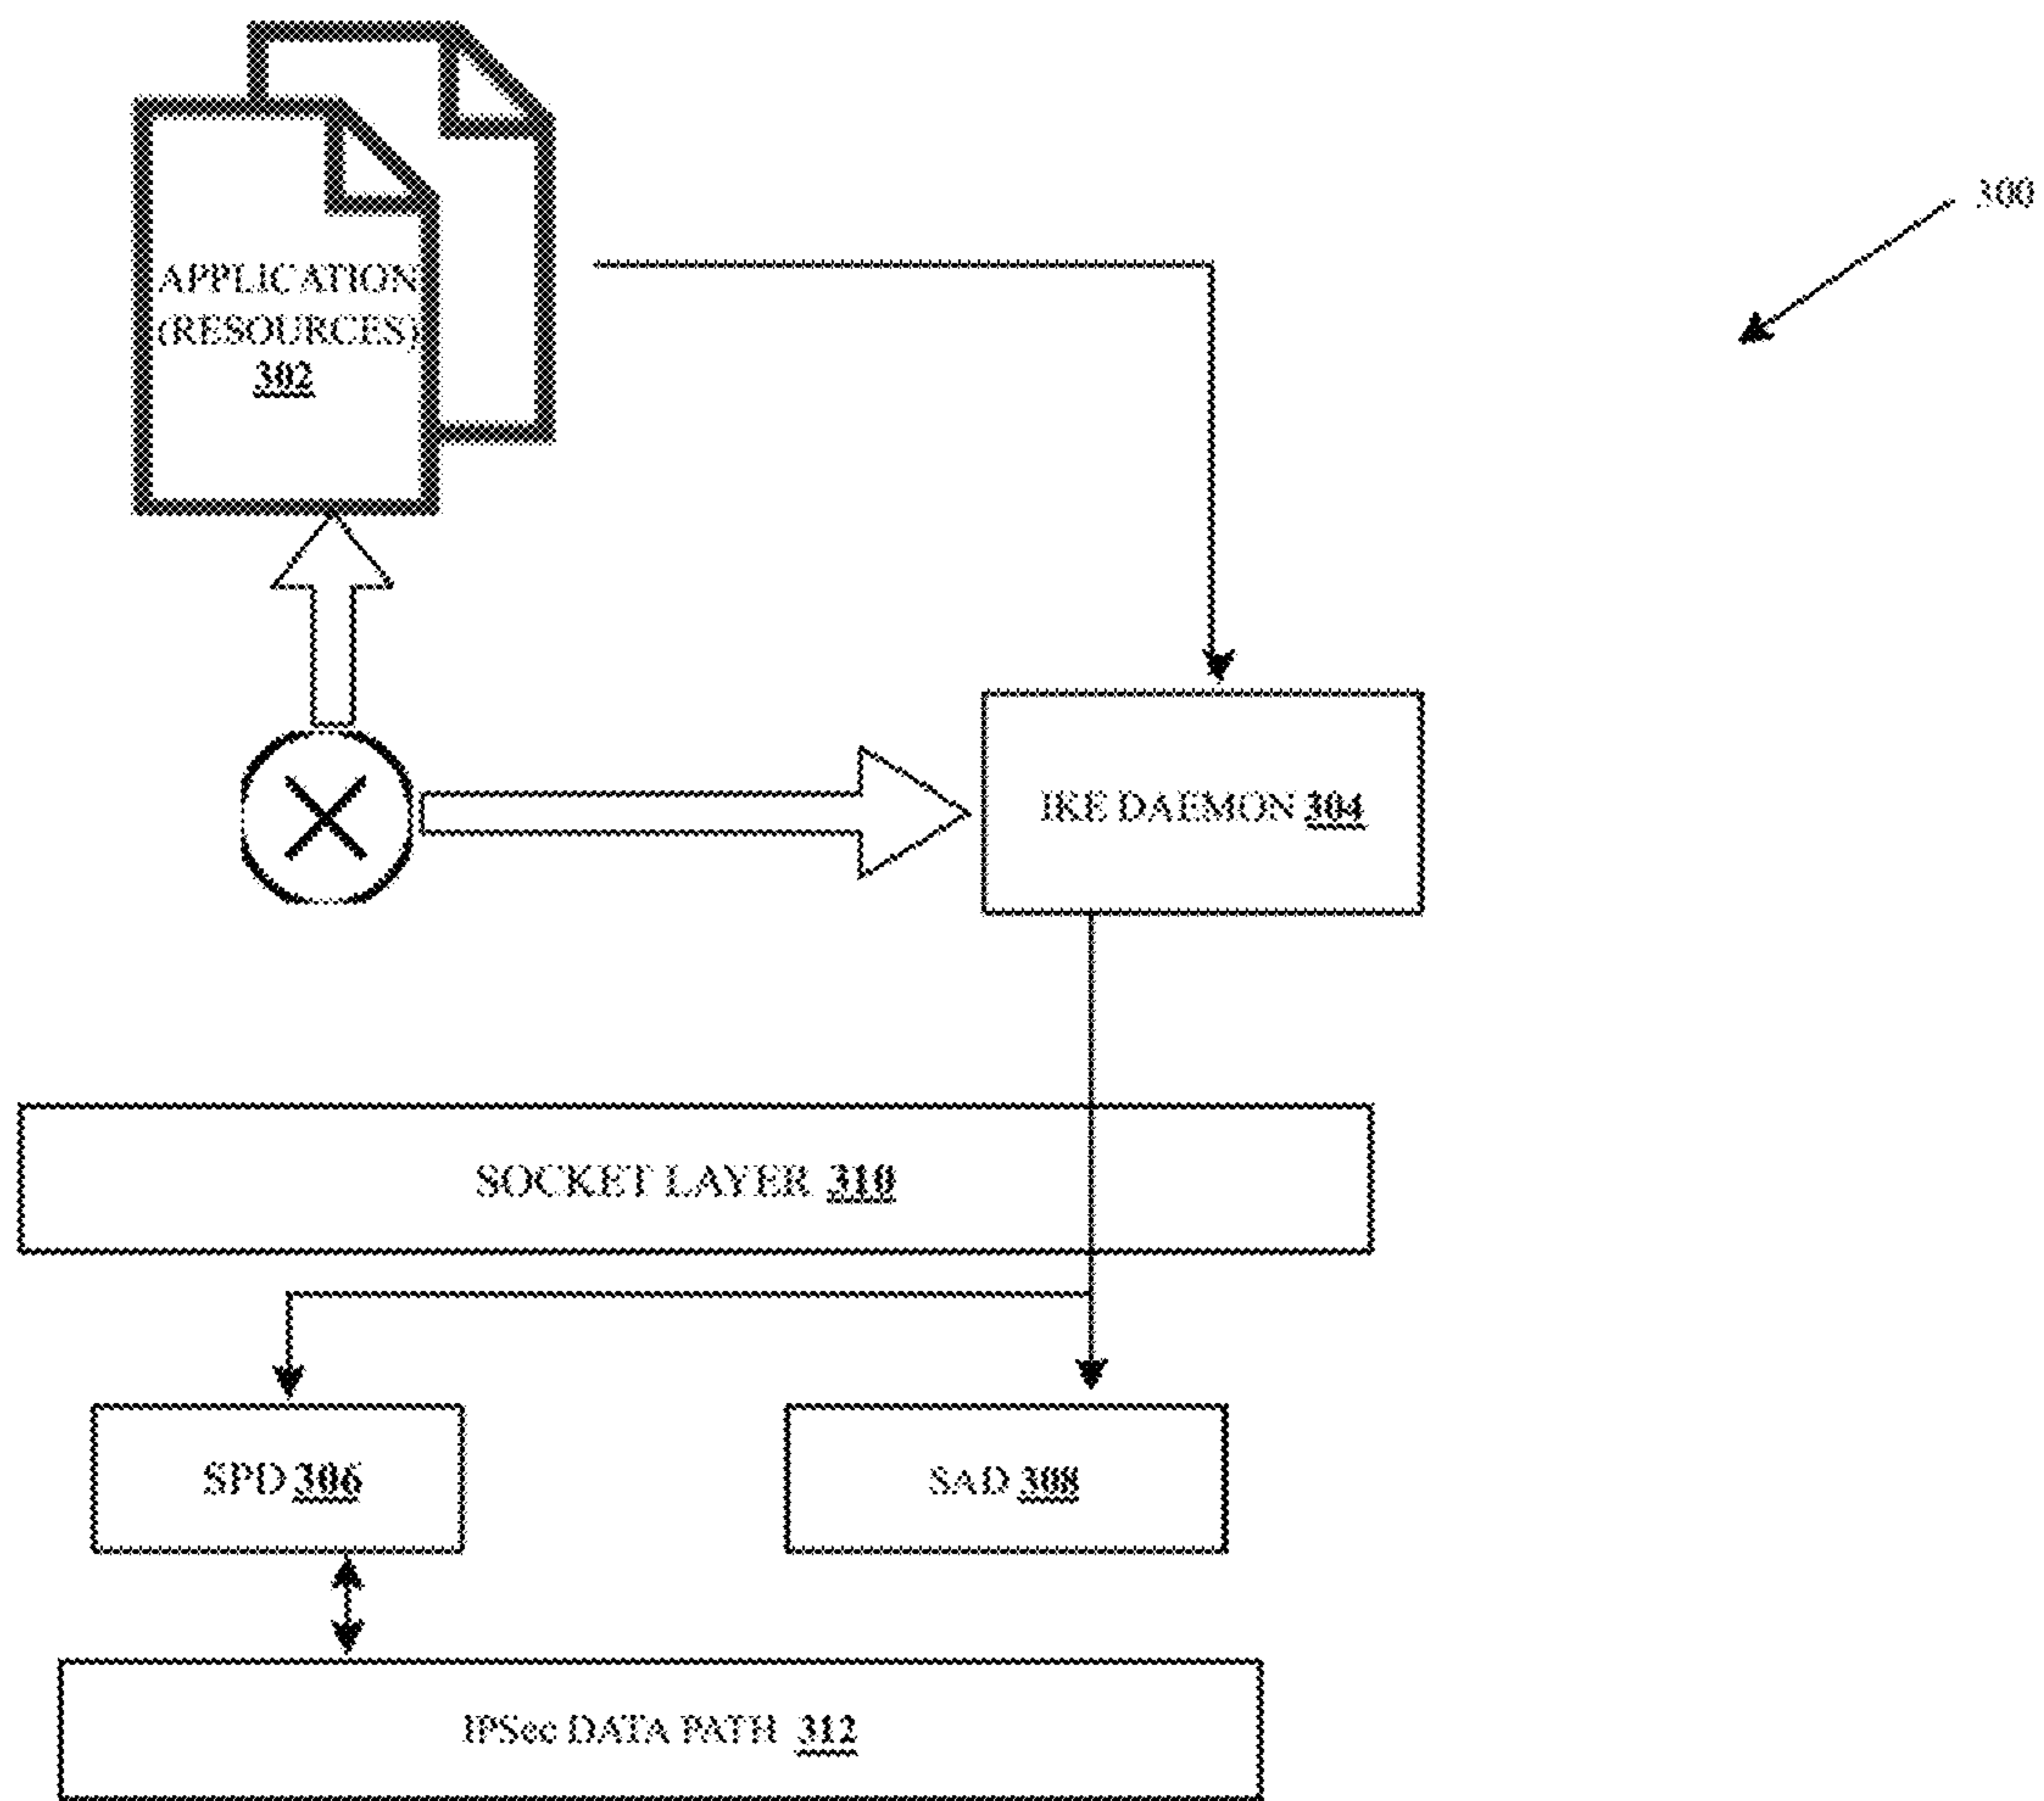 300
APPLICATION
(RESOURCES)
302
IKE DAEMON 304
SOCKET LAYER 310
SPD 306
SAD 308
IPSec DATA PATH 312